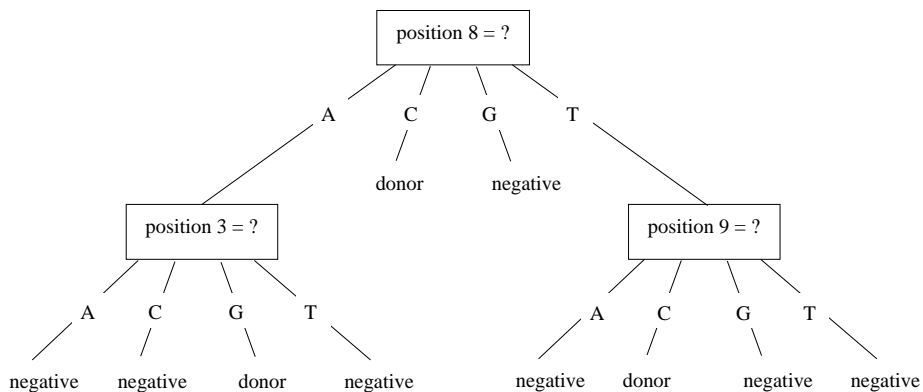 position 8 = ?
A C G T
donor negative
position 3 = ? position 9 = ?
A C G T A C G T
negative negative donor negative negative donor negative negative